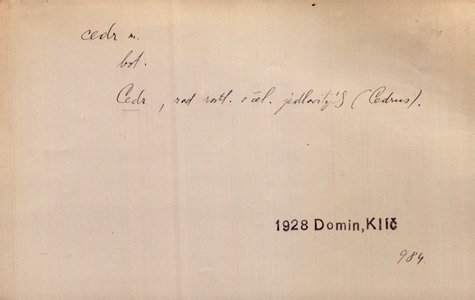 cedr m.
bot.
Cedr, rod rostl. z čel. jedlovitých (Cedrus).
1928 Domin, Klíč
984.